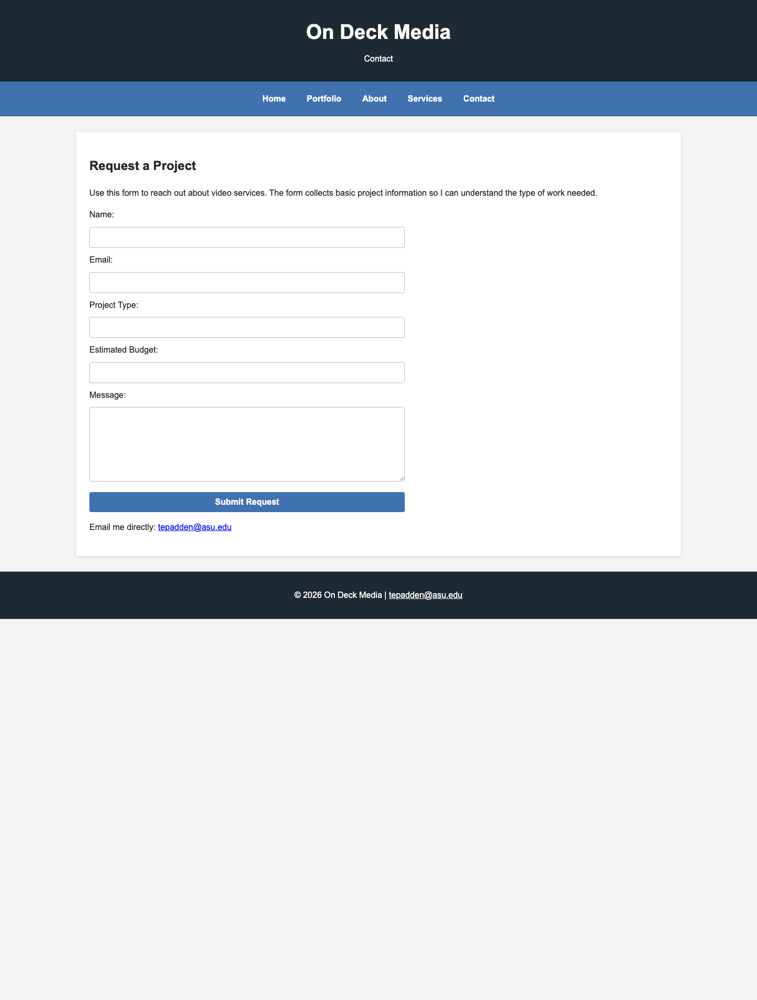 On Deck Media
Contact
Home Portfolio About Services Contact
Request a Project
Use this form to reach out about video services. The form collects basic project information so I can understand the type of work needed.
Name:
Email:
Project Type:
Estimated Budget:
Message:
Submit Request
Email me directly: tepadden@asu.edu
© 2026 On Deck Media | tepadden@asu.edu